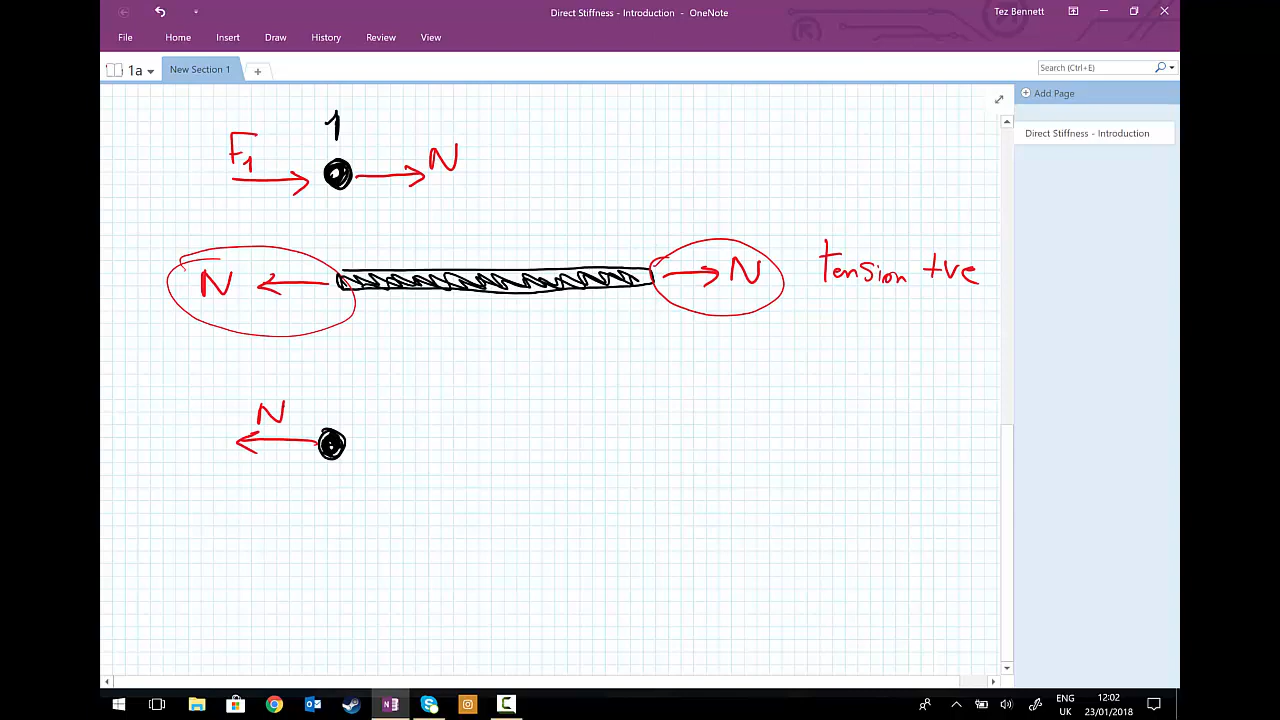 Direct Stiffness - Introduction - OneNote
Tez Bennett
File Home Insert Draw History Review View
1a New Section 1
Search (Ctrl+E)
Add Page
Direct Stiffness - Introduction
1
F1 N
N N tension +ve
N
ENG 12:02
UK 23/01/2018